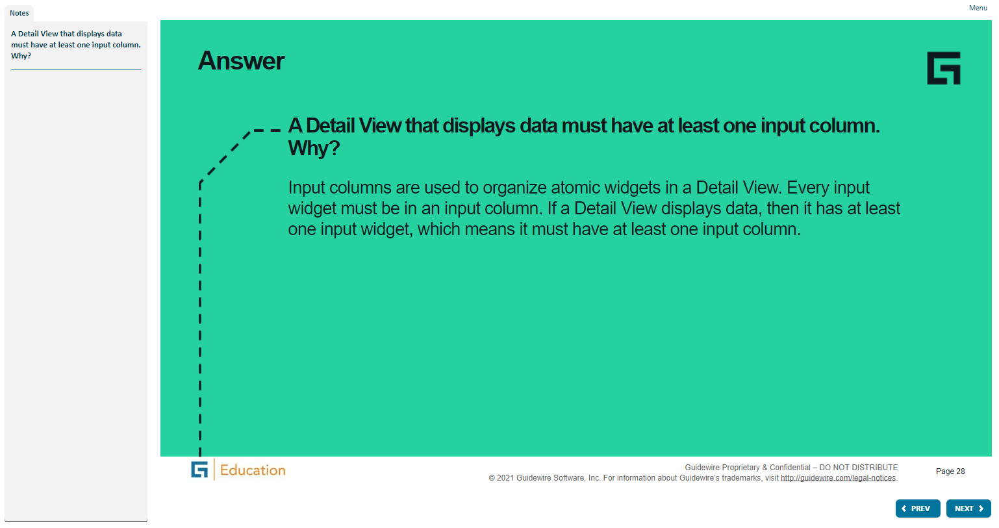 Notes
Menu
A Detail View that displays data
must have at least one input column.
Why?
Answer
A Detail View that displays data must have at least one input column.
Why?
Input columns are used to organize atomic widgets in a Detail View. Every input
widget must be in an input column. If a Detail View displays data, then it has at least
one input widget, which means it must have at least one input column.
Education
Guidewire Proprietary & Confidential – DO NOT DISTRIBUTE
© 2021 Guidewire Software, Inc. For information about Guidewire's trademarks, visit http://guidewire.com/legal-notices.
Page 28
PREV
NEXT